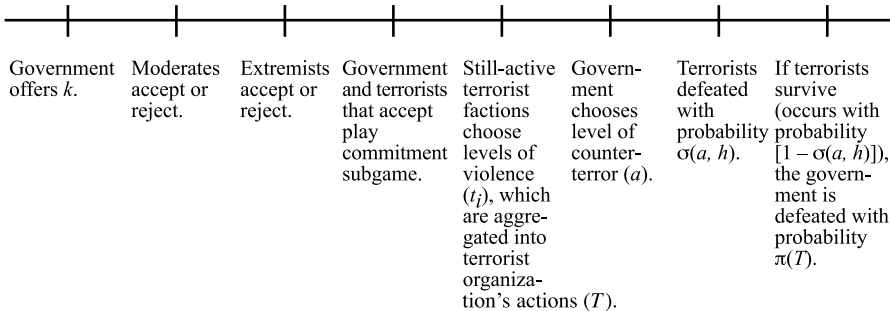 Government
offers k.
Moderates
accept or
reject.
Extremists
accept or
reject.
Government
and terrorists
that accept
play
commitment
subgame.
Still-active
terrorist
factions
choose
levels of
violence
(ti), which
are aggre-
gated into
terrorist
organiza-
tion's actions (T).
Govern-
ment
chooses
level of
counter-
terror (a).
Terrorists
defeated
with
probability
σ(a, h).
If terrorists
survive
(occurs with
probability
[1 – σ(a, h)]),
the govern-
ment is
defeated with
probability
π(T).